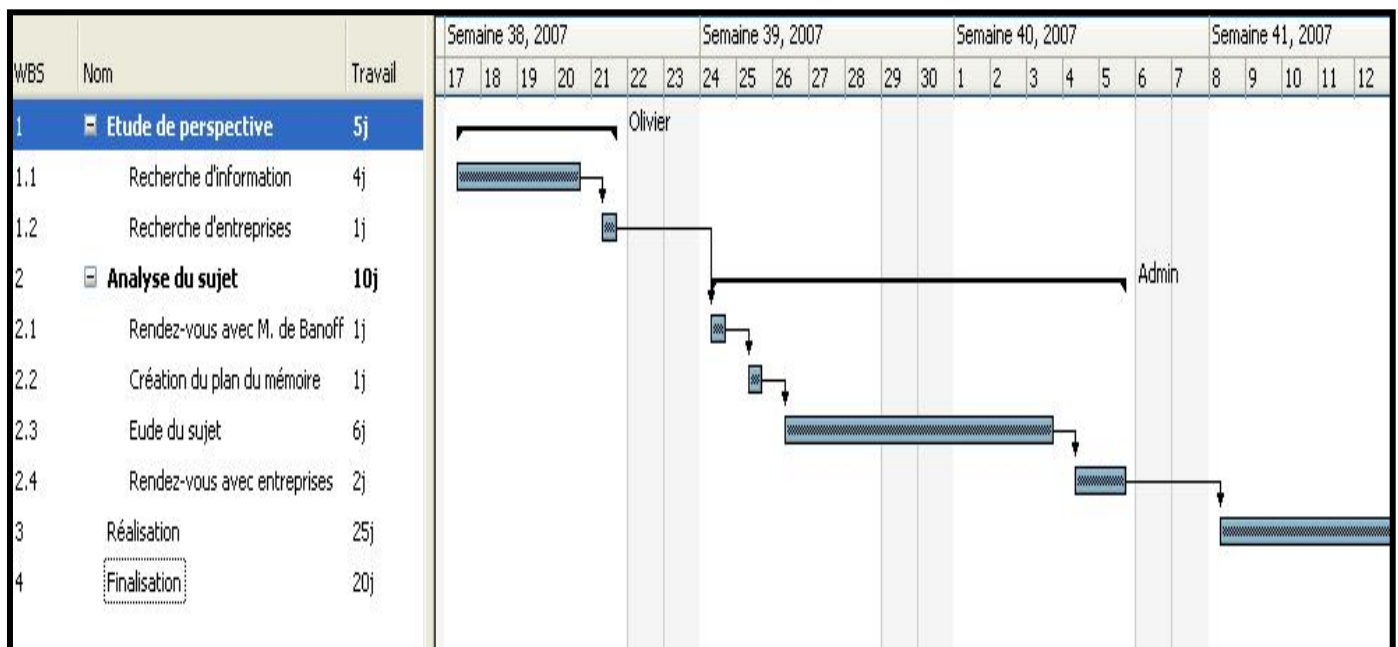 Semaine 38, 2007 Semaine 39, 2007 Semaine 40, 2007 Semaine 41, 2007
WBS Nom Travail 17 18 19 20 21 22 23 24 25 26 27 28 29 30 1 2 3 4 5 6 7 8 9 10 11 12
1 Etude de perspective 5j Olivier
1.1 Recherche d'information 4j
1.2 Recherche d'entreprises 1j
2 Analyse du sujet 10j Admin
2.1 Rendez-vous avec M. de Banoff 1j
2.2 Création du plan du mémoire 1j
2.3 Eude du sujet 6j
2.4 Rendez-vous avec entreprises 2j
3 Réalisation 25j
4 Finalisation 20j